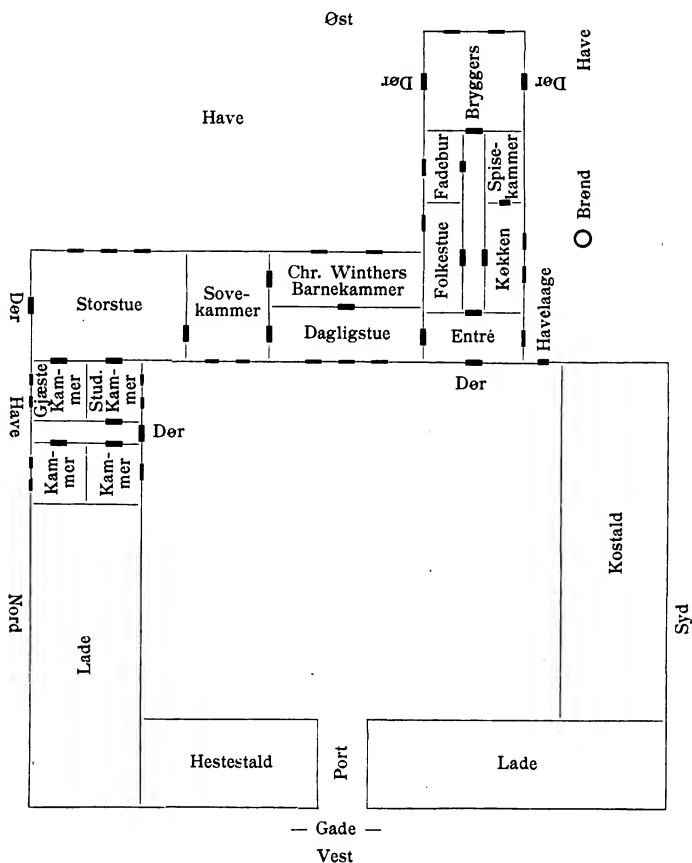 Øst
Have
Dør
Bryggers
Dør
Have
Fadebur
Spise-
kammer
Brønd
Folkestue
Køkken
Havelaage
Entré
Dør
Storstue
Sove-
kammer
Chr. Winthers
Barnekammer
Dagligstue
Dør
Gjæste
Kam-
mer
Stud.
Kam-
mer
Have
Dør
Kam-
mer
Kam-
mer
Nord
Lade
Kostald
Syd
Hestestald
Port
Lade
— Gade —
Vest